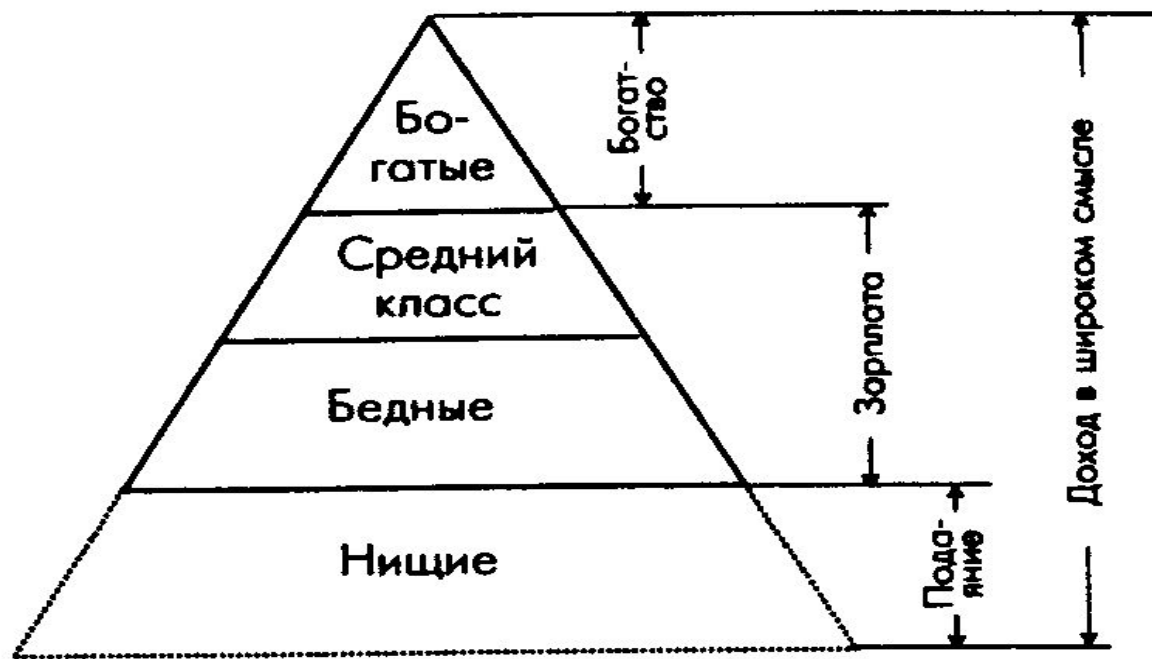 Бо-
гатые
Средний
класс
Бедные
Нищие
Богат-
ство
Зарплата
Пода-
яние
Доход в широком смысле